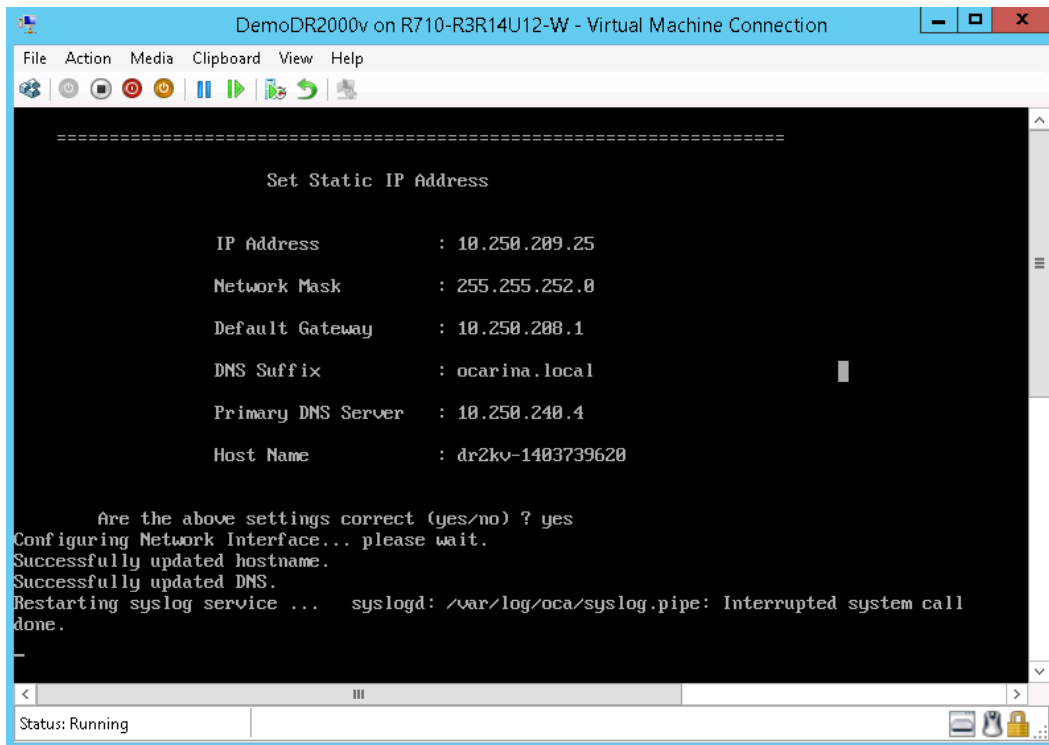 DemoDR2000v on R710-R3R14U12-W - Virtual Machine Connection
File Action Media Clipboard View Help
======================================================================
Set Static IP Address
IP Address : 10.250.209.25
Network Mask : 255.255.252.0
Default Gateway : 10.250.208.1
DNS Suffix : ocarina.local
Primary DNS Server : 10.250.240.4
Host Name : dr2kv-1403739620
Are the above settings correct (yes/no) ? yes
Configuring Network Interface... please wait.
Successfully updated hostname.
Successfully updated DNS.
Restarting syslog service ... syslogd: /var/log/oca/syslog.pipe: Interrupted system call
done.
Status: Running